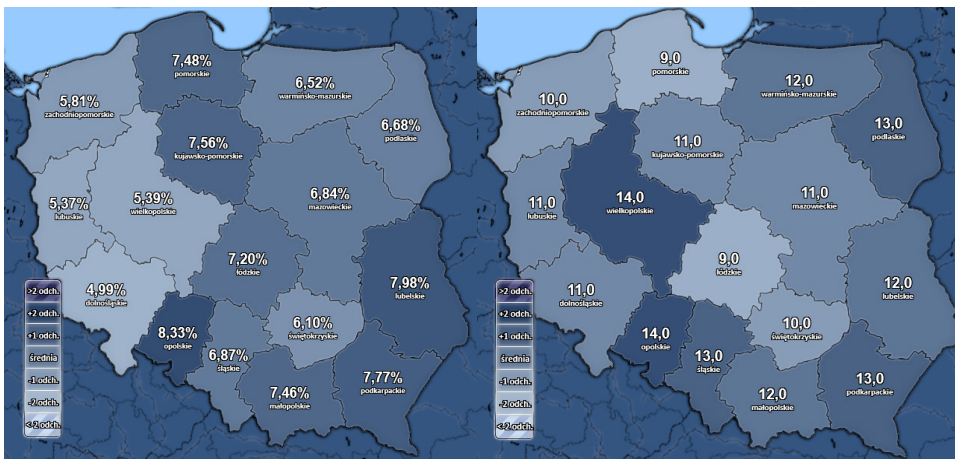 7,48%
pomorskie
6,52%
warmińsko-mazurskie
5,81%
zachodniopomorskie
6,68%
podlaskie
7,56%
kujawsko-pomorskie
5,37%
lubuskie
5,39%
wielkopolskie
6,84%
mazowieckie
7,20%
łódzkie
4,99%
dolnośląskie
7,98%
lubelskie
8,33%
opolskie
6,10%
świętokrzyskie
6,87%
śląskie
7,46%
małopolskie
7,77%
podkarpackie
>2 odch.
+2 odch.
+1 odch.
średnia
-1 odch.
-2 odch.
<-2 odch.
9,0
pomorskie
12,0
warmińsko-mazurskie
10,0
zachodniopomorskie
13,0
podlaskie
11,0
kujawsko-pomorskie
11,0
lubuskie
14,0
wielkopolskie
11,0
mazowieckie
9,0
łódzkie
11,0
dolnośląskie
12,0
lubelskie
14,0
opolskie
10,0
świętokrzyskie
13,0
śląskie
12,0
małopolskie
13,0
podkarpackie
>2 odch.
+2 odch.
+1 odch.
średnia
-1 odch.
-2 odch.
<-2 odch.